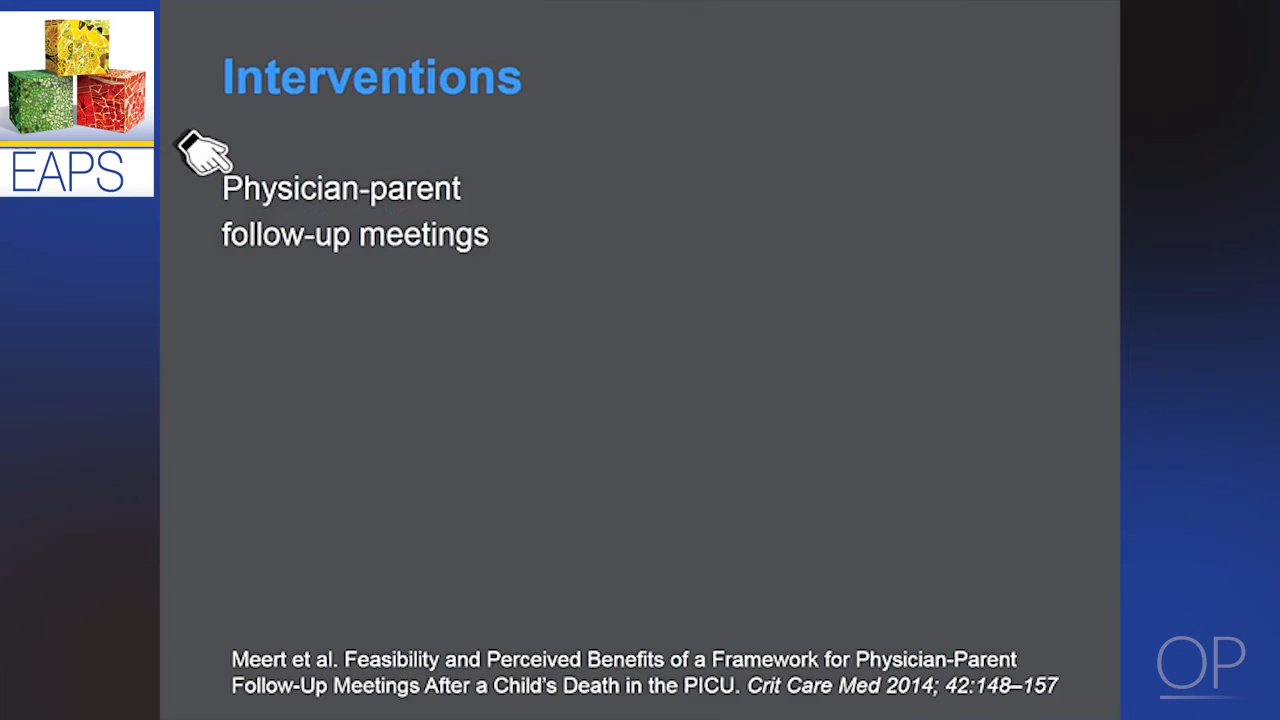 Interventions
EAPS
Physician-parent
follow-up meetings
Meert et al. Feasibility and Perceived Benefits of a Framework for Physician-Parent
Follow-Up Meetings After a Child's Death in the PICU. Crit Care Med 2014; 42:148–157
OP